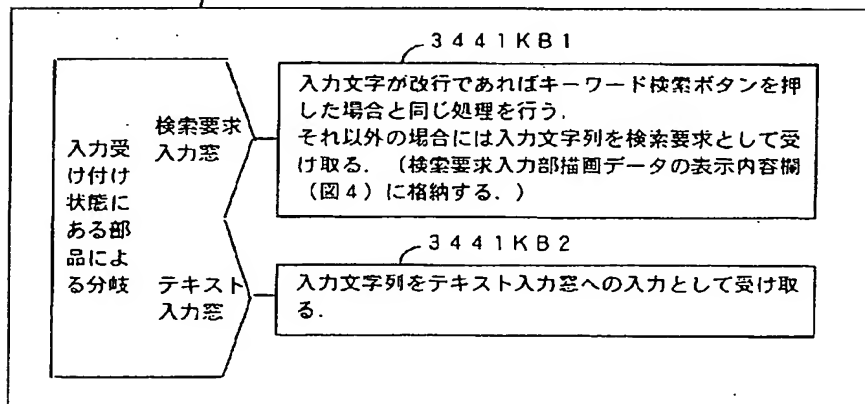 3441KB1
入力文字が改行であればキーワード検索ボタンを押
した場合と同じ処理を行う．
それ以外の場合には入力文字列を検索要求として受
け取る．（検索要求入力部描画データの表示内容欄
（図4）に格納する．）
検索要求
入力窓
入力受
け付け
状態に
ある部
品によ
る分岐
3441KB2
テキスト
入力窓
入力文字列をテキスト入力窓への入力として受け取
る．